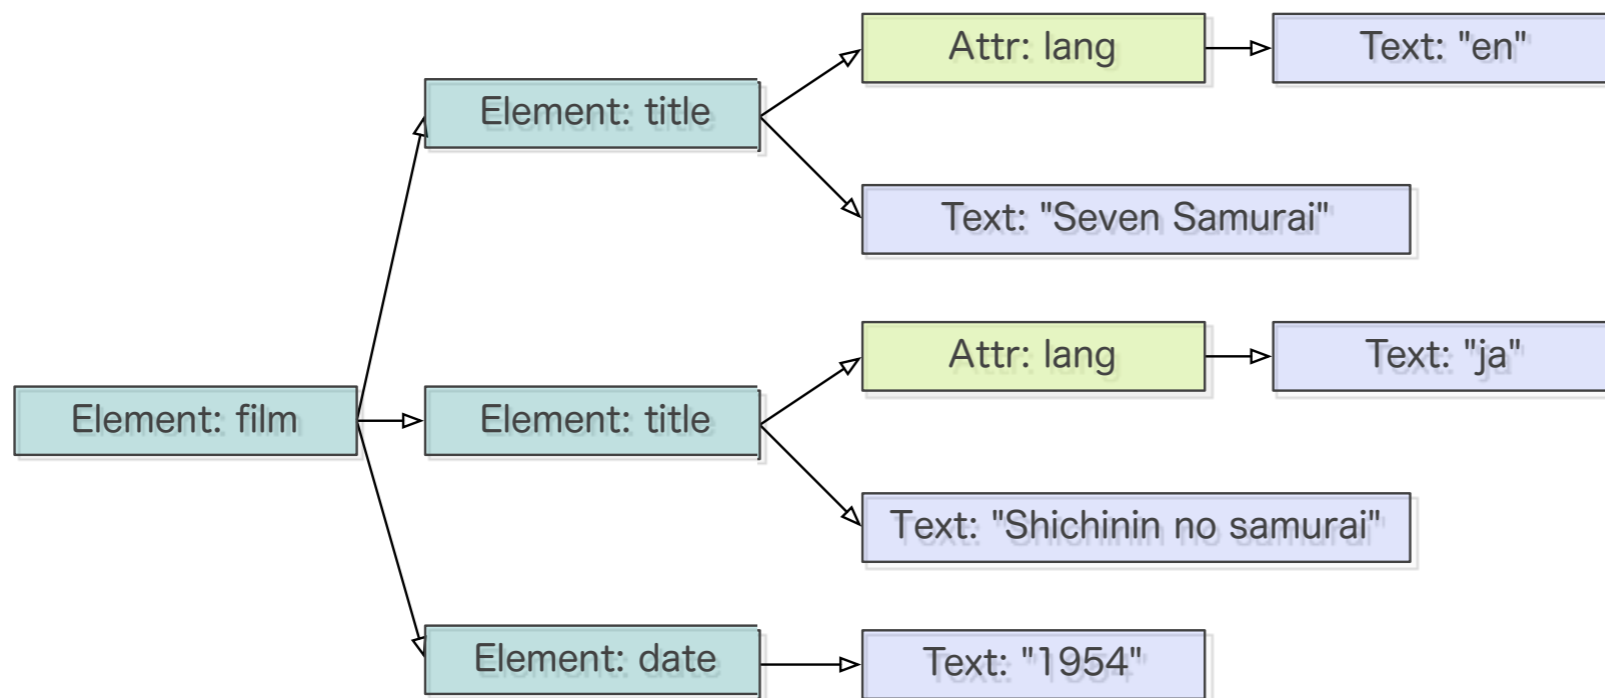 Attr: lang
Text: "en"
Element: title
Text: "Seven Samurai"
Attr: lang
Text: "ja"
Element: film
Element: title
Text: "Shichinin no samurai"
Element: date
Text: "1954"